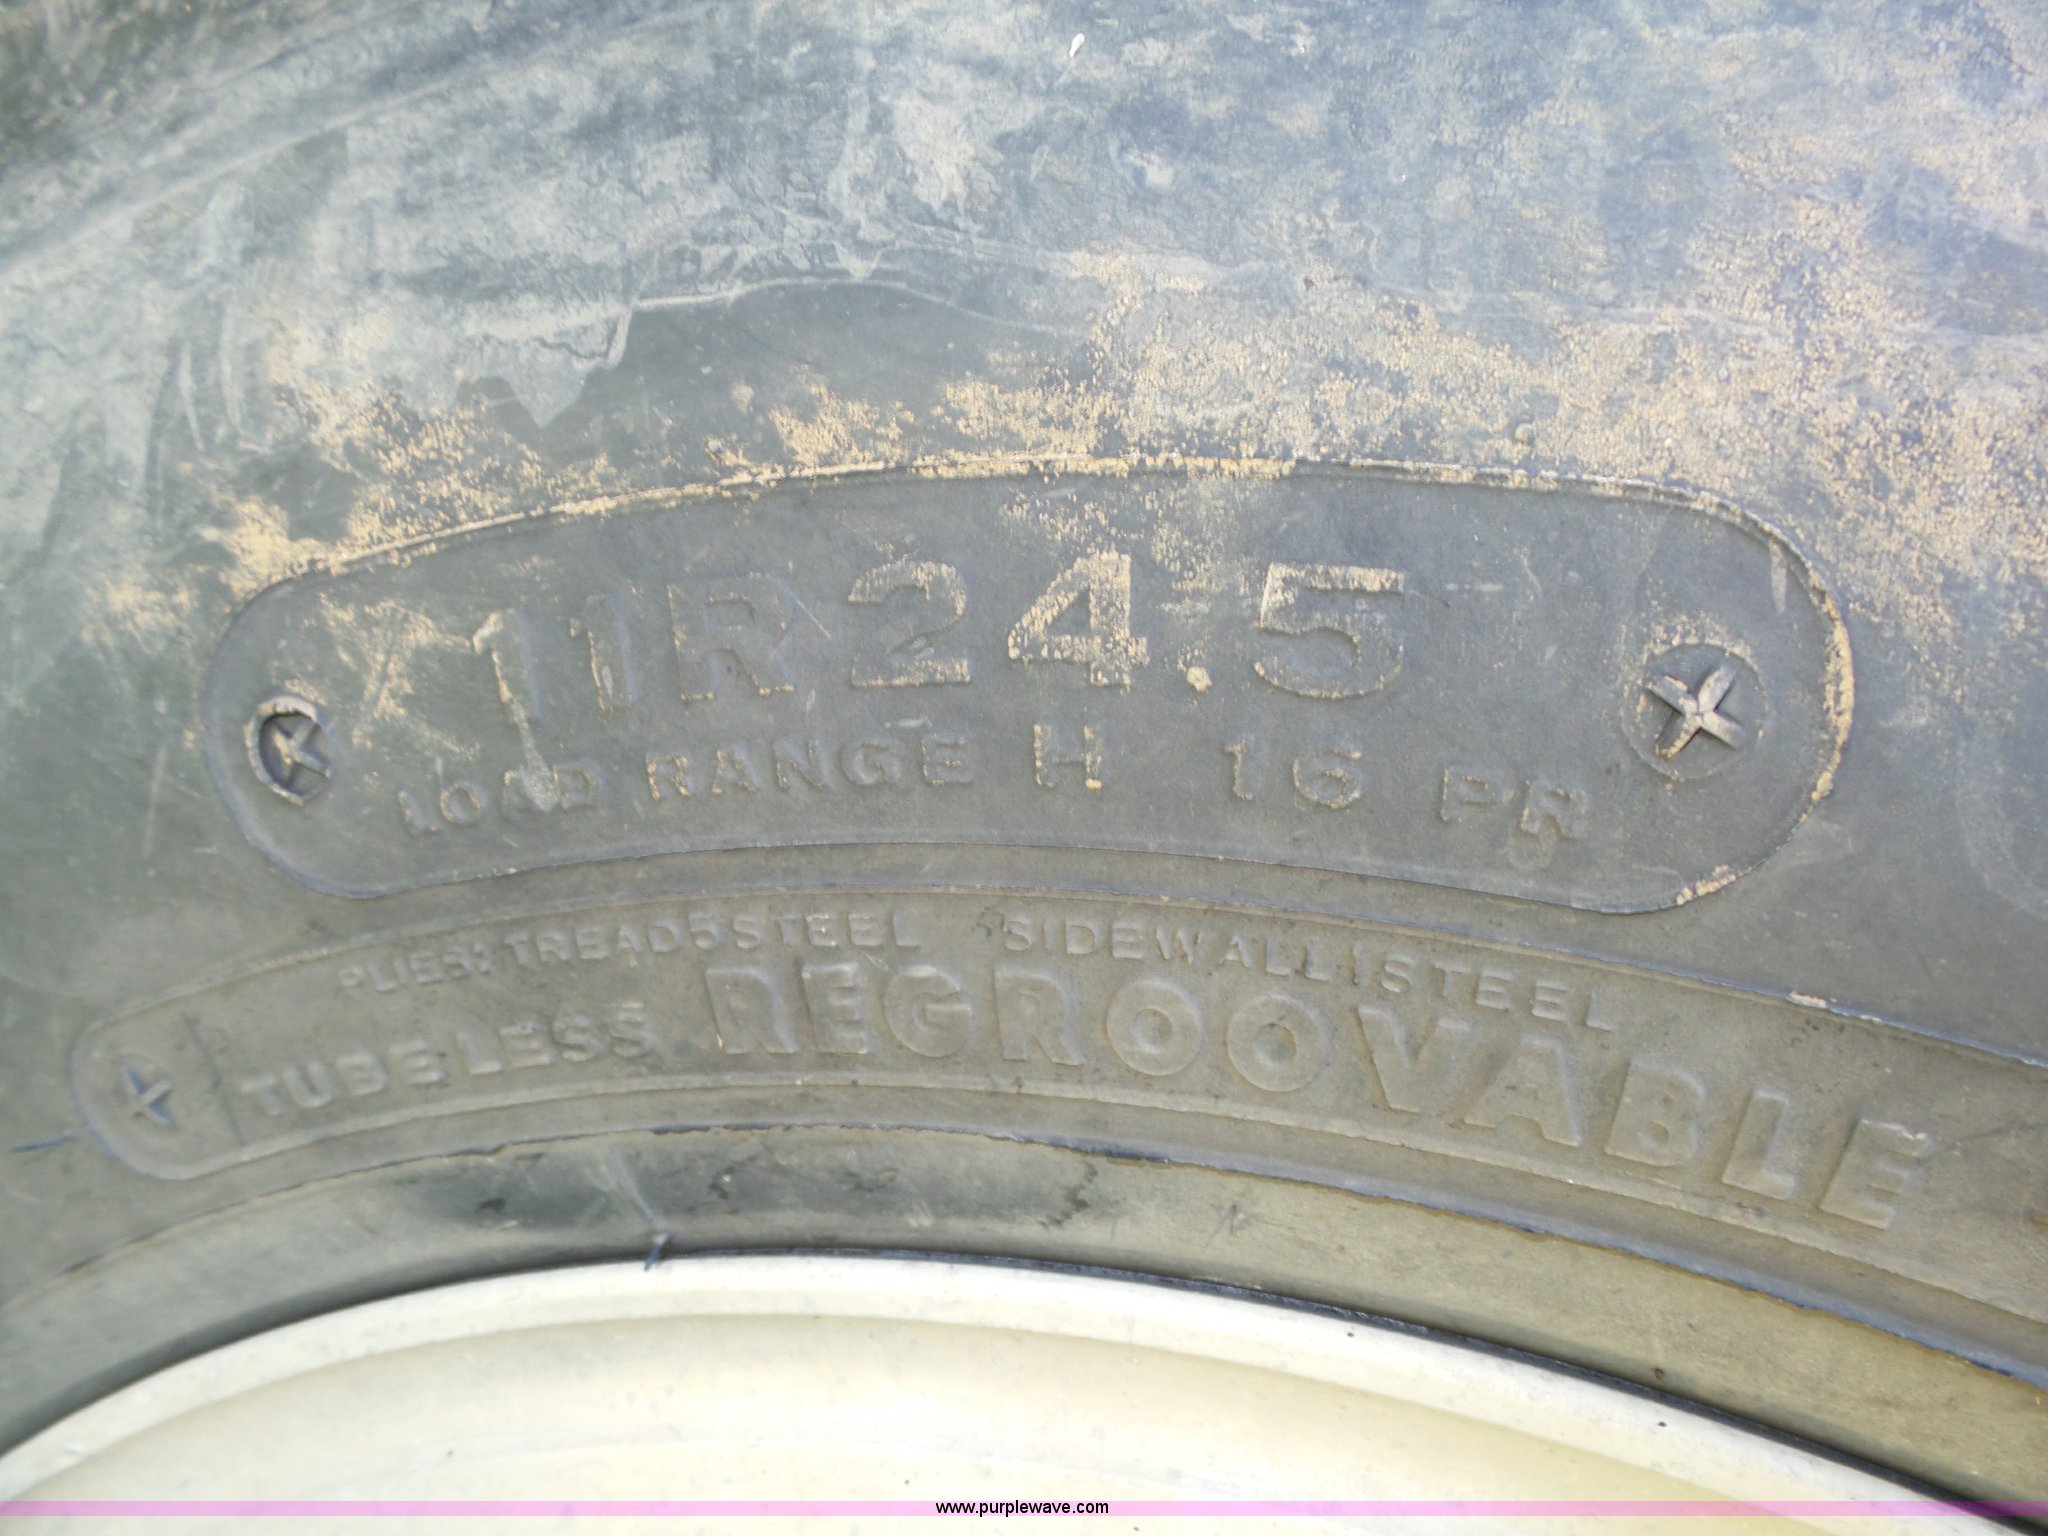 11R24.5
LOAD RANGE H 16 PR
PLIES: TREAD 5 STEEL SIDEWALL 1 STEEL
TUBELESS REGROOVABLE
www.purplewave.com